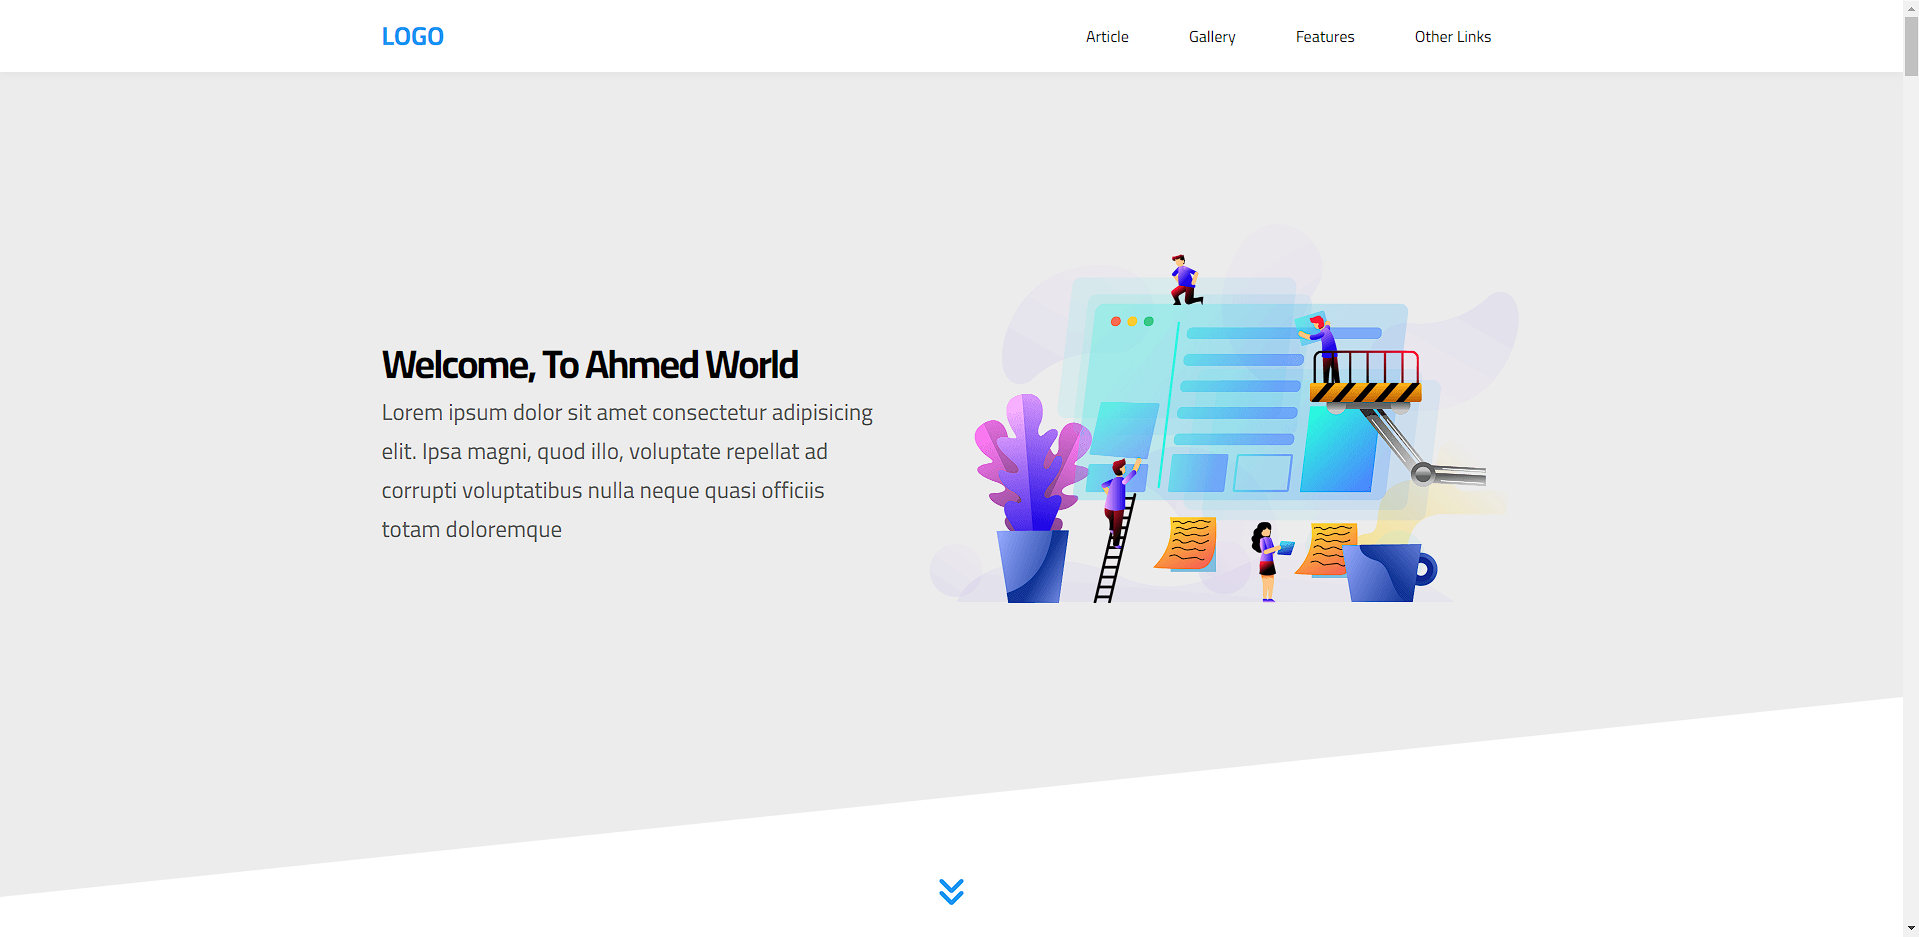 LOGO
Article
Gallery
Features
Other Links
Welcome, To Ahmed World
Lorem ipsum dolor sit amet consectetur adipisicing
elit. Ipsa magni, quod illo, voluptate repellat ad
corrupti voluptatibus nulla neque quasi officiis
totam doloremque